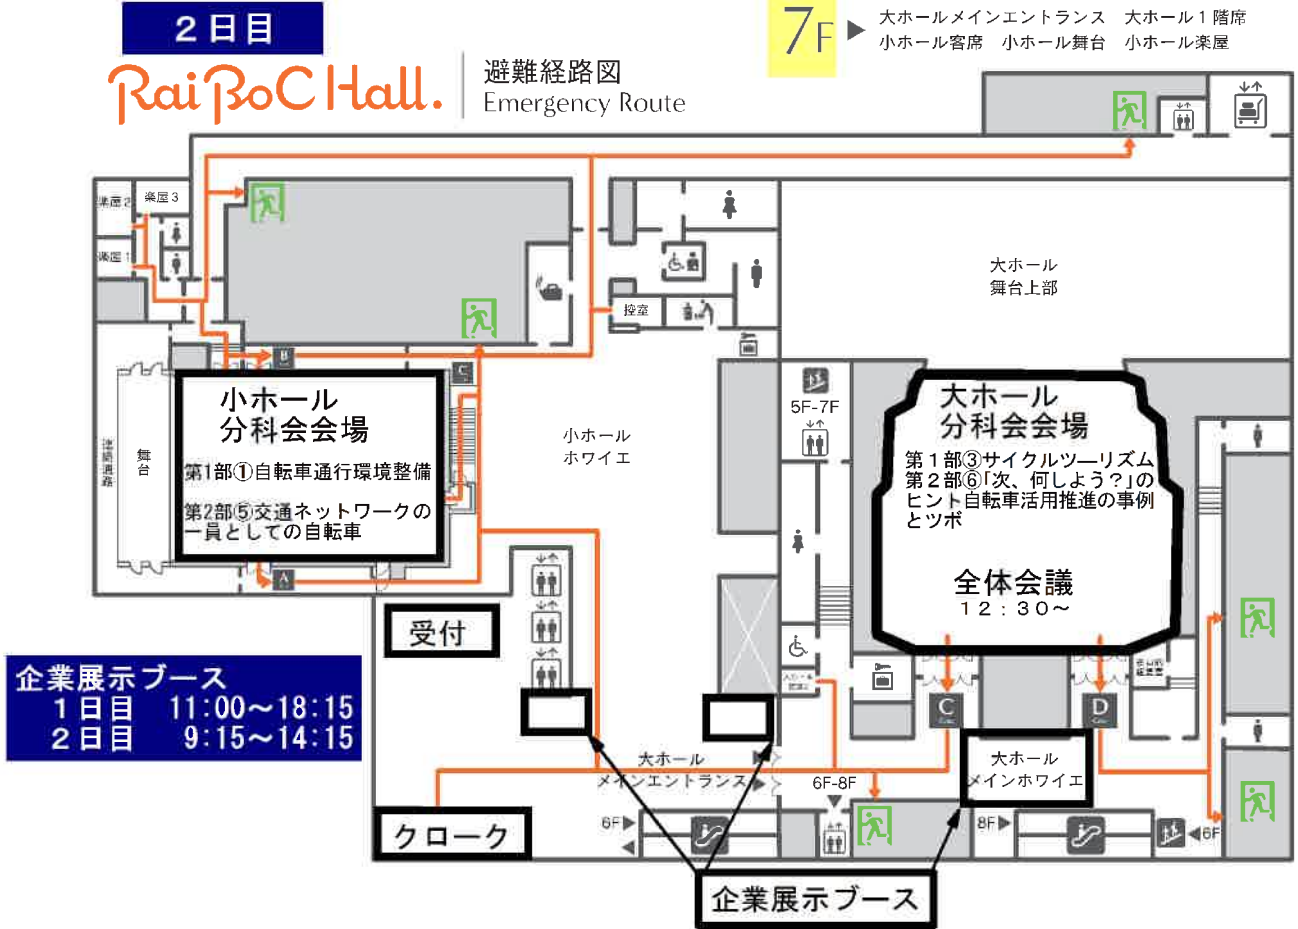 2日目
RaiBoC Hall.
避難経路図
Emergency Route
7F
大ホールメインエントランス 大ホール1階席
小ホール客席 小ホール舞台 小ホール楽屋
楽屋2
楽屋3
楽屋1
控室
大ホール
舞台上部
B
C
5F-7F
小ホール
ホワイエ
舞台
小ホール
分科会会場
第1部①自転車通行環境整備
第2部⑤交通ネットワークの
一員としての自転車
大ホール
分科会会場
第1部③サイクルツーリズム
第2部⑥「次、何しよう?」の
ヒント自転車活用推進の事例
とツボ
全体会議
12:30~
A
受付
企業展示ブース
1日目 11:00~18:15
2日目 9:15~14:15
C
D
大ホール
メインエントランス
6F-8F
大ホール
メインホワイエ
クローク
6F
8F
6F
企業展示ブース